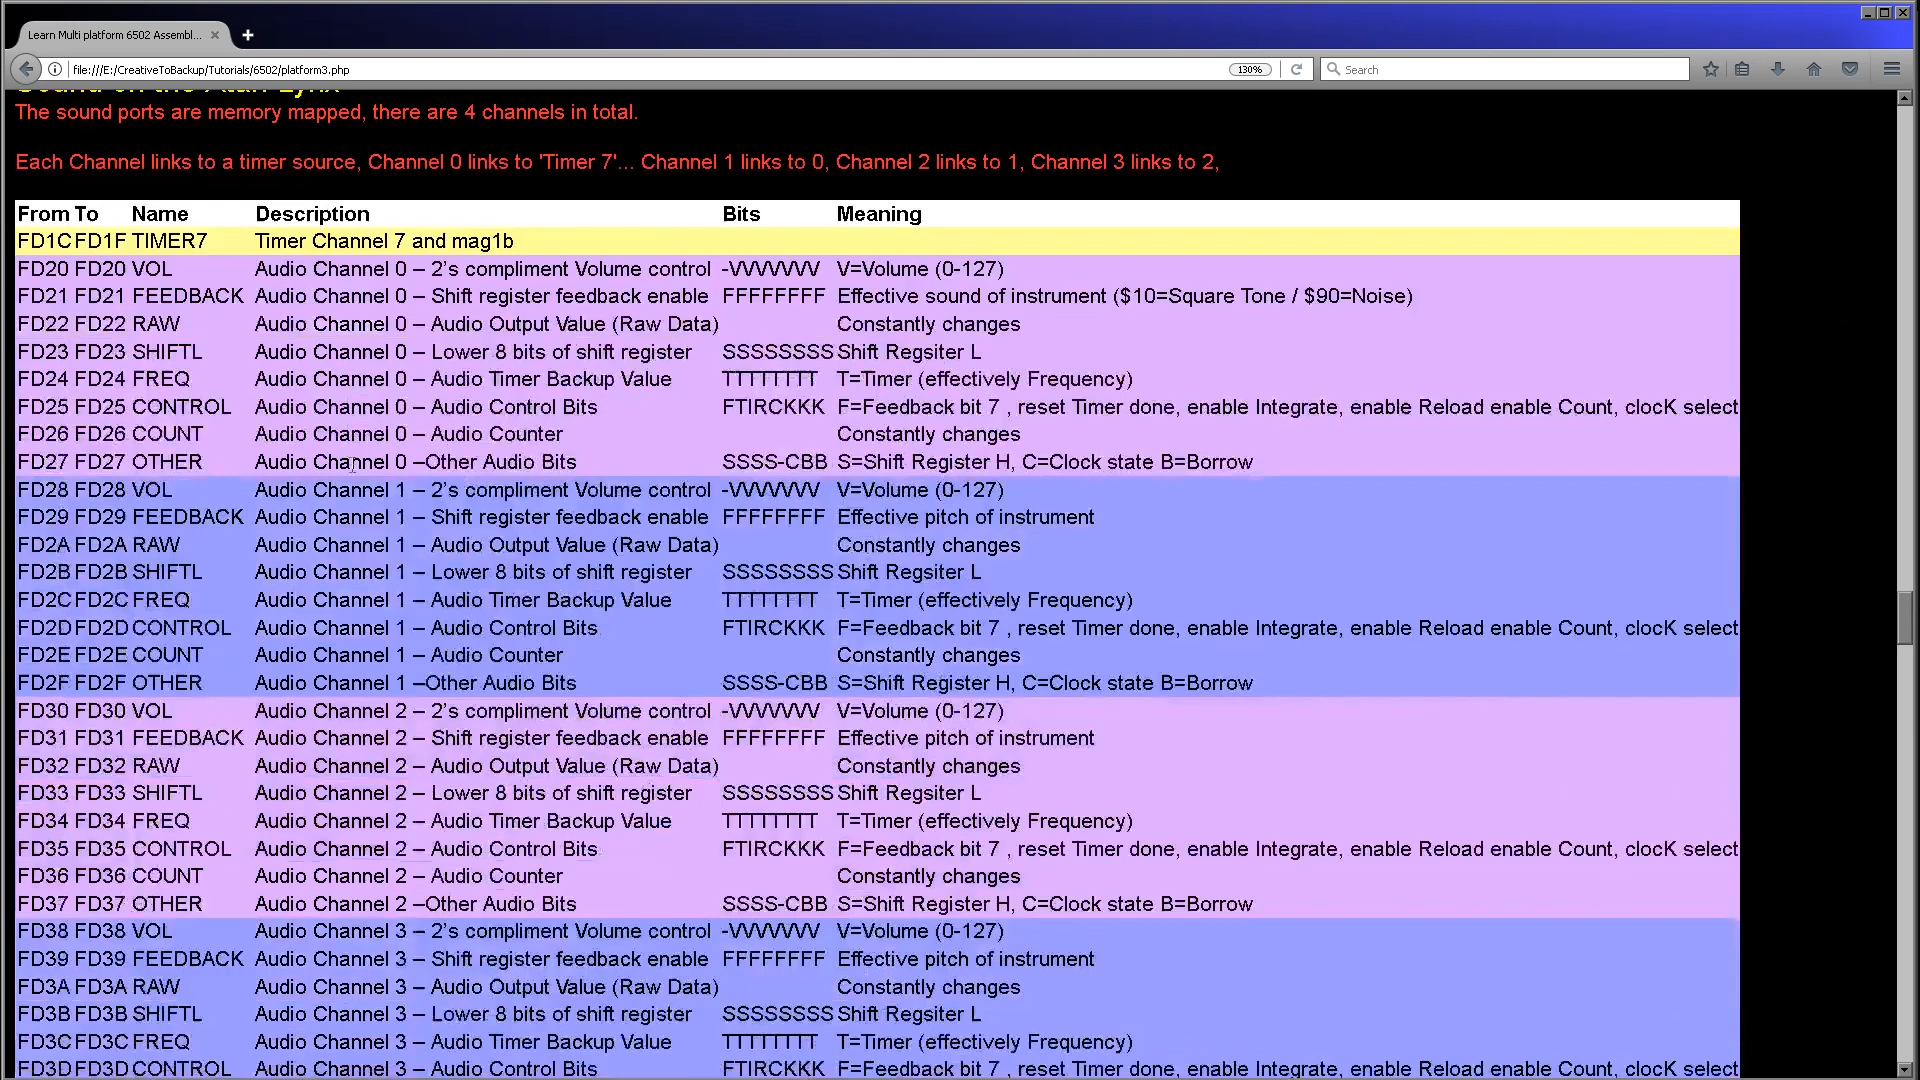 Learn Multi platform 6502 Assembl...
file:///E:/CreativeToBackup/Tutorials/6502/platform3.php
130%
Search
Sound on the Atari Lynx
The sound ports are memory mapped, there are 4 channels in total.
Each Channel links to a timer source, Channel 0 links to 'Timer 7'... Channel 1 links to 0, Channel 2 links to 1, Channel 3 links to 2,
From To Name Description Bits Meaning
FD1C FD1F TIMER7 Timer Channel 7 and mag1b
FD20 FD20 VOL Audio Channel 0 – 2’s compliment Volume control -VVVVVVV V=Volume (0-127)
FD21 FD21 FEEDBACK Audio Channel 0 – Shift register feedback enable FFFFFFFF Effective sound of instrument ($10=Square Tone / $90=Noise)
FD22 FD22 RAW Audio Channel 0 – Audio Output Value (Raw Data) Constantly changes
FD23 FD23 SHIFTL Audio Channel 0 – Lower 8 bits of shift register SSSSSSSS Shift Regsiter L
FD24 FD24 FREQ Audio Channel 0 – Audio Timer Backup Value TTTTTTTT T=Timer (effectively Frequency)
FD25 FD25 CONTROL Audio Channel 0 – Audio Control Bits FTIRCKKK F=Feedback bit 7 , reset Timer done, enable Integrate, enable Reload enable Count, clocK select
FD26 FD26 COUNT Audio Channel 0 – Audio Counter Constantly changes
FD27 FD27 OTHER Audio Channel 0 –Other Audio Bits SSSS-CBB S=Shift Register H, C=Clock state B=Borrow
FD28 FD28 VOL Audio Channel 1 – 2’s compliment Volume control -VVVVVVV V=Volume (0-127)
FD29 FD29 FEEDBACK Audio Channel 1 – Shift register feedback enable FFFFFFFF Effective pitch of instrument
FD2A FD2A RAW Audio Channel 1 – Audio Output Value (Raw Data) Constantly changes
FD2B FD2B SHIFTL Audio Channel 1 – Lower 8 bits of shift register SSSSSSSS Shift Regsiter L
FD2C FD2C FREQ Audio Channel 1 – Audio Timer Backup Value TTTTTTTT T=Timer (effectively Frequency)
FD2D FD2D CONTROL Audio Channel 1 – Audio Control Bits FTIRCKKK F=Feedback bit 7 , reset Timer done, enable Integrate, enable Reload enable Count, clocK select
FD2E FD2E COUNT Audio Channel 1 – Audio Counter Constantly changes
FD2F FD2F OTHER Audio Channel 1 –Other Audio Bits SSSS-CBB S=Shift Register H, C=Clock state B=Borrow
FD30 FD30 VOL Audio Channel 2 – 2’s compliment Volume control -VVVVVVV V=Volume (0-127)
FD31 FD31 FEEDBACK Audio Channel 2 – Shift register feedback enable FFFFFFFF Effective pitch of instrument
FD32 FD32 RAW Audio Channel 2 – Audio Output Value (Raw Data) Constantly changes
FD33 FD33 SHIFTL Audio Channel 2 – Lower 8 bits of shift register SSSSSSSS Shift Regsiter L
FD34 FD34 FREQ Audio Channel 2 – Audio Timer Backup Value TTTTTTTT T=Timer (effectively Frequency)
FD35 FD35 CONTROL Audio Channel 2 – Audio Control Bits FTIRCKKK F=Feedback bit 7 , reset Timer done, enable Integrate, enable Reload enable Count, clocK select
FD36 FD36 COUNT Audio Channel 2 – Audio Counter Constantly changes
FD37 FD37 OTHER Audio Channel 2 –Other Audio Bits SSSS-CBB S=Shift Register H, C=Clock state B=Borrow
FD38 FD38 VOL Audio Channel 3 – 2’s compliment Volume control -VVVVVVV V=Volume (0-127)
FD39 FD39 FEEDBACK Audio Channel 3 – Shift register feedback enable FFFFFFFF Effective pitch of instrument
FD3A FD3A RAW Audio Channel 3 – Audio Output Value (Raw Data) Constantly changes
FD3B FD3B SHIFTL Audio Channel 3 – Lower 8 bits of shift register SSSSSSSS Shift Regsiter L
FD3C FD3C FREQ Audio Channel 3 – Audio Timer Backup Value TTTTTTTT T=Timer (effectively Frequency)
FD3D FD3D CONTROL Audio Channel 3 – Audio Control Bits FTIRCKKK F=Feedback bit 7 , reset Timer done, enable Integrate, enable Reload enable Count, clocK select